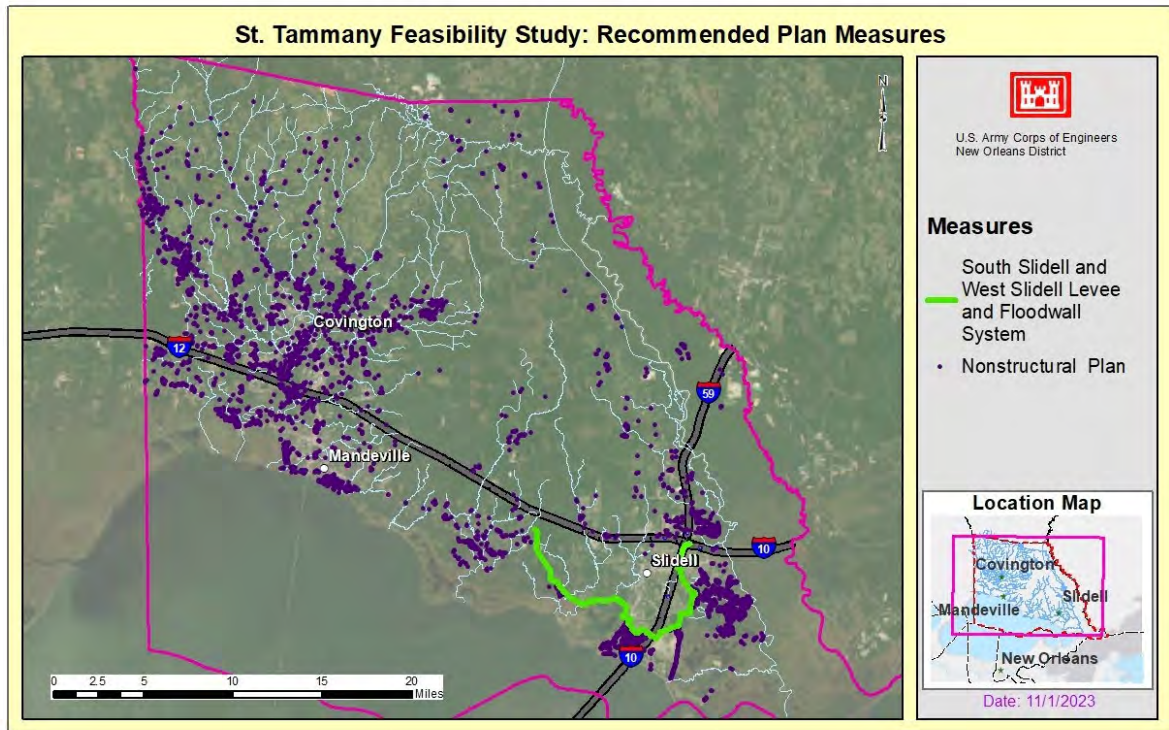 St. Tammany Feasibility Study: Recommended Plan Measures
N
Covington
12
59
Mandeville
10
Slidell
10
0 2.5 5 10 15 20
Miles
U.S. Army Corps of Engineers
New Orleans District
Measures
South Slidell and
West Slidell Levee
and Floodwall
System
Nonstructural Plan
Location Map
Covington
Slidell
Mandeville
New Orleans
Date: 11/1/2023